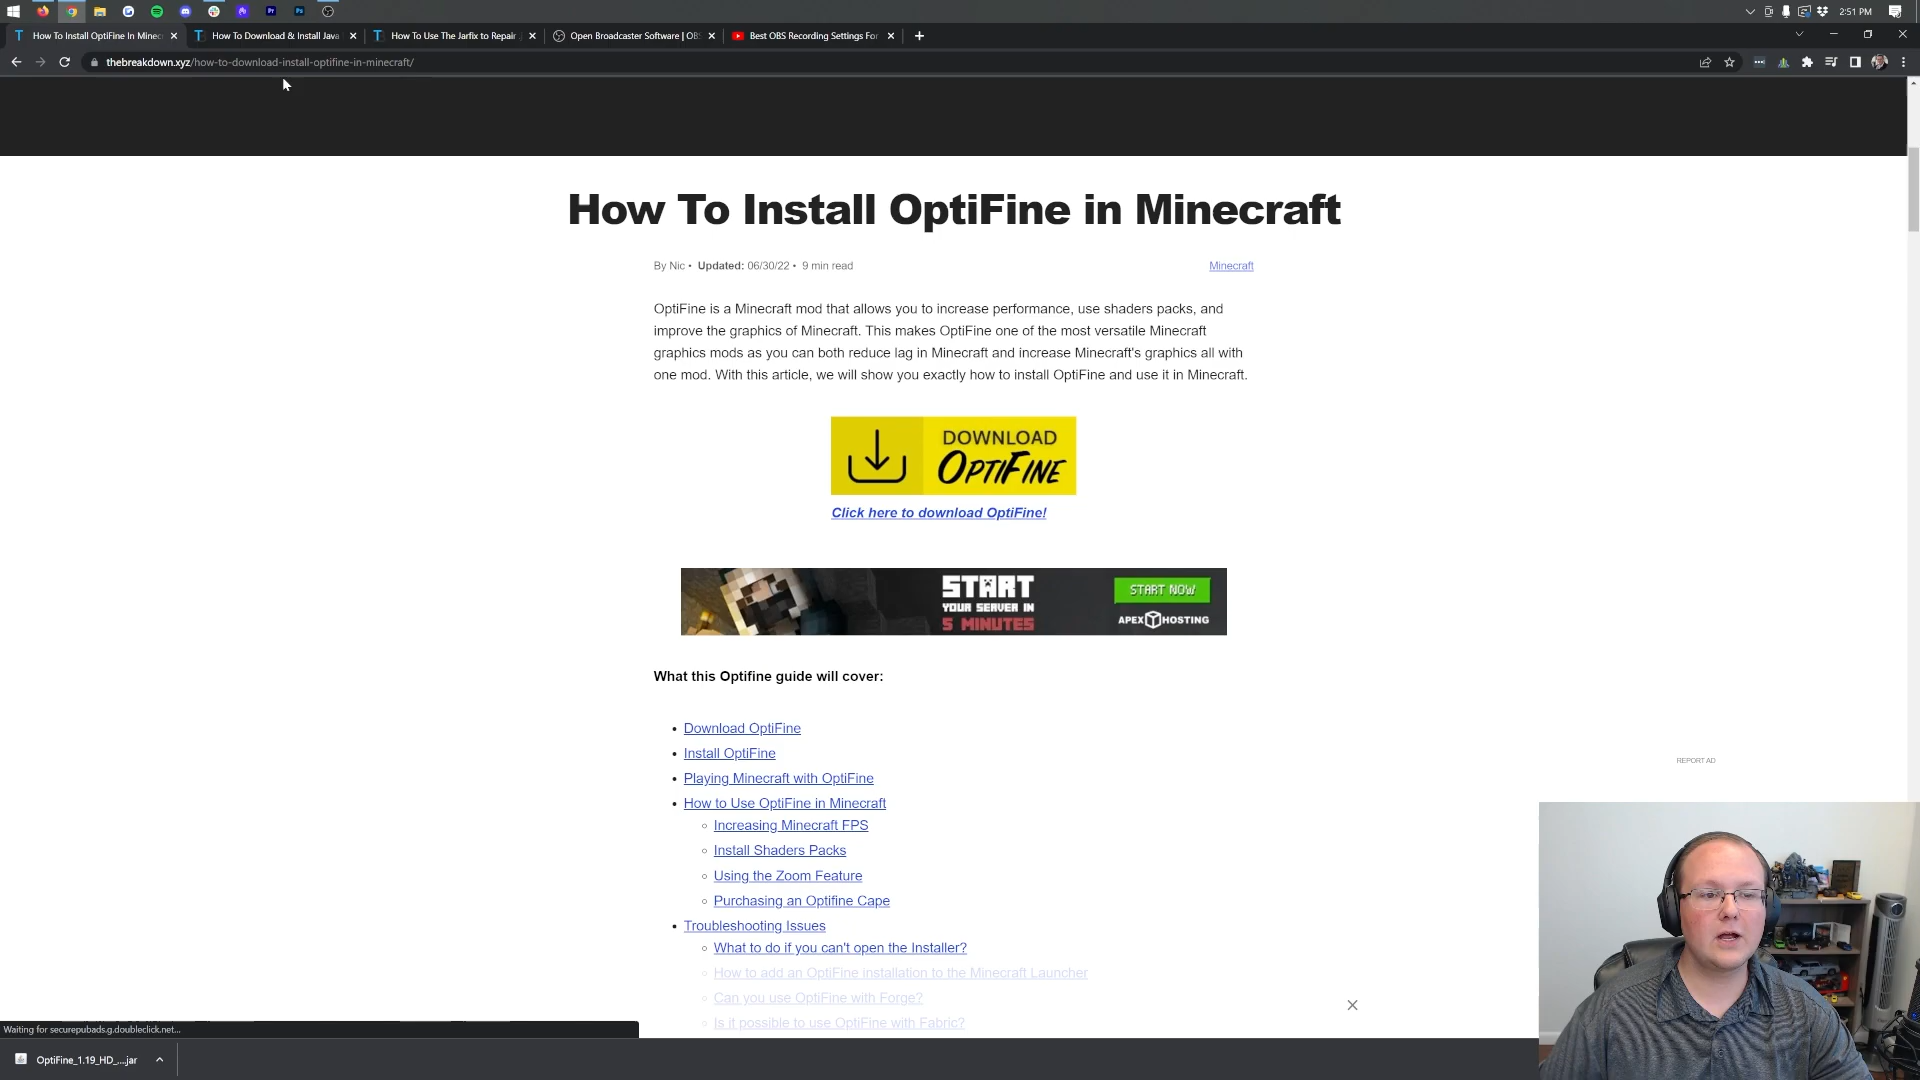 2:51 PM
How To Install OptiFine In Minec
How To Download & Install Java
How To Use The Jarfix to Repair .j
Open Broadcaster Software | OBS
Best OBS Recording Settings For
thebreakdown.xyz/how-to-download-install-optifine-in-minecraft/
How To Install OptiFine in Minecraft
By Nic • Updated: 06/30/22 • 9 min read
Minecraft
OptiFine is a Minecraft mod that allows you to increase performance, use shaders packs, and
improve the graphics of Minecraft. This makes OptiFine one of the most versatile Minecraft
graphics mods as you can both reduce lag in Minecraft and increase Minecraft's graphics all with
one mod. With this article, we will show you exactly how to install OptiFine and use it in Minecraft.
DOWNLOAD
OPTIFINE
Click here to download OptiFine!
START
YOUR SERVER IN
5 MINUTES
START NOW
APEX HOSTING
What this Optifine guide will cover:
• Download OptiFine
• Install OptiFine
• Playing Minecraft with OptiFine
• How to Use OptiFine in Minecraft
◦ Increasing Minecraft FPS
◦ Install Shaders Packs
◦ Using the Zoom Feature
◦ Purchasing an Optifine Cape
• Troubleshooting Issues
◦ What to do if you can't open the Installer?
◦ How to add an OptiFine installation to the Minecraft Launcher
◦ Can you use OptiFine with Forge?
◦ Is it possible to use OptiFine with Fabric?
REPORT AD
Waiting for securepubads.g.doubleclick.net...
OptiFine_1.19_HD_....jar